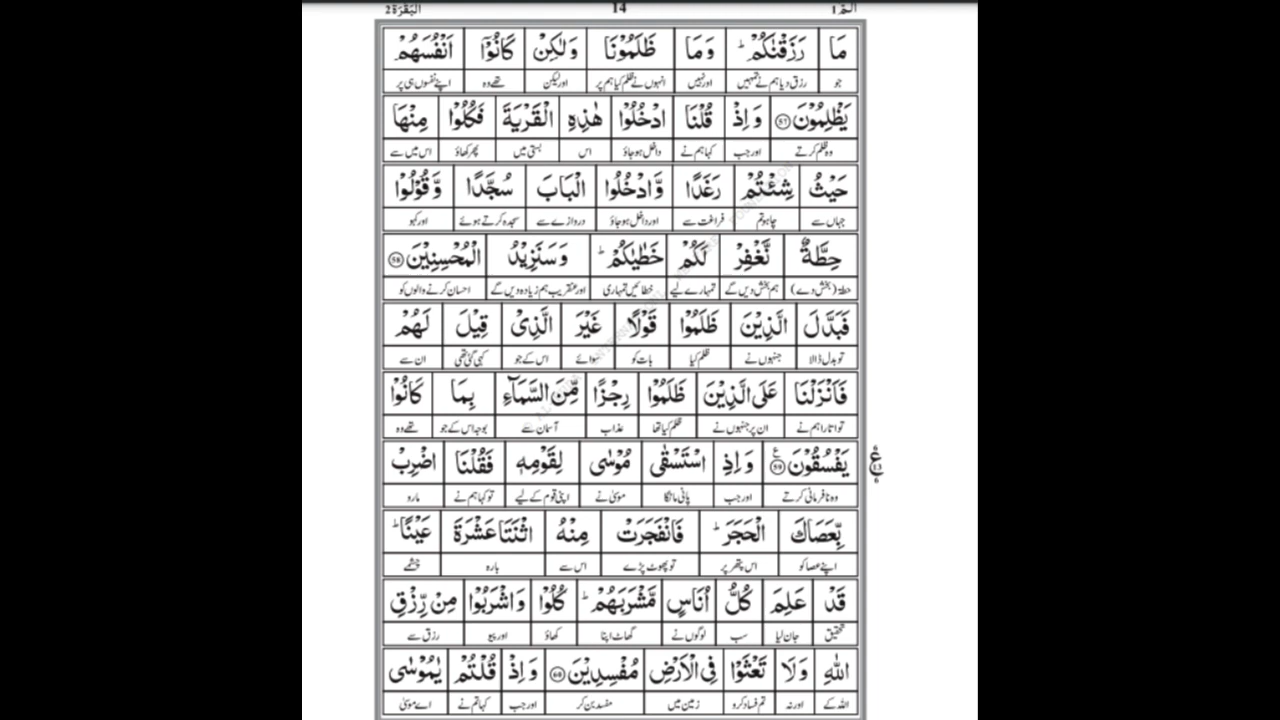 الٓمّٓ ١ 14 اَلْبَقَرَة ٢
مَا رَزَقْنٰكُمْ ؕ وَمَا ظَلَمُوْنَا وَلٰكِنْ كَانُوْۤا اَنْفُسَهُمْ
جو رزق دیا ہم نے تمہیں اور نہیں انہوں نے ظلم کیا ہم پر اور لیکن تھے وہ اپنے نفسوں ہی پر
يَظْلِمُوْنَ ﴿57﴾ وَ اِذْ قُلْنَا ادْخُلُوْا هٰذِهِ الْقَرْيَةَ فَكُلُوْا مِنْهَا
وہ ظلم کرتے اور جب کہا ہم نے داخل ہو جاؤ اس بستی میں پھر کھاؤ اس میں سے
حَيْثُ شِئْتُمْ رَغَدًا وَّادْخُلُوا الْبَابَ سُجَّدًا وَّقُوْلُوْا
جہاں سے چاہو تم فراغت سے اور داخل ہو جاؤ دروازے سے سجدہ کرتے ہوئے اور کہو
حِطَّةٌ نَّغْفِرْ لَكُمْ خَطٰيٰكُمْ ؕ وَسَنَزِيْدُ الْمُحْسِنِيْنَ ﴿58﴾
حطۃ (بخش دے) ہم بخش دیں گے تمہارے لیے خطائیں تمہاری اور عنقریب ہم زیادہ دیں گے احسان کرنے والوں کو
فَبَدَّلَ الَّذِيْنَ ظَلَمُوْا قَوْلًا غَيْرَ الَّذِىْ قِيْلَ لَهُمْ
تو بدل ڈالا جنہوں نے ظلم کیا بات کو سوائے اس کے جو کہی گئی تھی ان سے
فَاَنْزَلْنَا عَلَى الَّذِيْنَ ظَلَمُوْا رِجْزًا مِّنَ السَّمَآءِ بِمَا كَانُوْا
تو اتارا ہم نے ان پر جنہوں نے ظلم کیا تھا عذاب آسمان سے بوجہ اس کے جو تھے وہ
يَفْسُقُوْنَ ﴿59﴾ ع وَ اِذِ اسْتَسْقٰى مُوْسٰى لِقَوْمِهٖ فَقُلْنَا اضْرِبْ
وہ نافرمانی کرتے اور جب پانی مانگا موسیٰ نے اپنی قوم کے لیے تو کہا ہم نے مارو
بِّعَصَاكَ الْحَجَرَ ؕ فَانْفَجَرَتْ مِنْهُ اثْنَتَا عَشْرَةَ عَيْنًا ؕ
اپنے عصا کو اس پتھر پر تو پھوٹ پڑے اس سے بارہ چشمے
قَدْ عَلِمَ كُلُّ اُنَاسٍ مَّشْرَبَهُمْ ؕ كُلُوْا وَاشْرَبُوْا مِنْ رِّزْقِ
تحقیق جان لیا سب لوگوں نے گھاٹ اپنا کھاؤ اور پیو رزق سے
اللّٰهِ وَلَا تَعْثَوْا فِى الْاَرْضِ مُفْسِدِيْنَ ﴿60﴾ وَ اِذْ قُلْتُمْ يٰمُوْسٰى
اللہ کے اور نہ تم فساد کرو زمین میں مفسد بن کر اور جب کہا تم نے اے موسیٰ